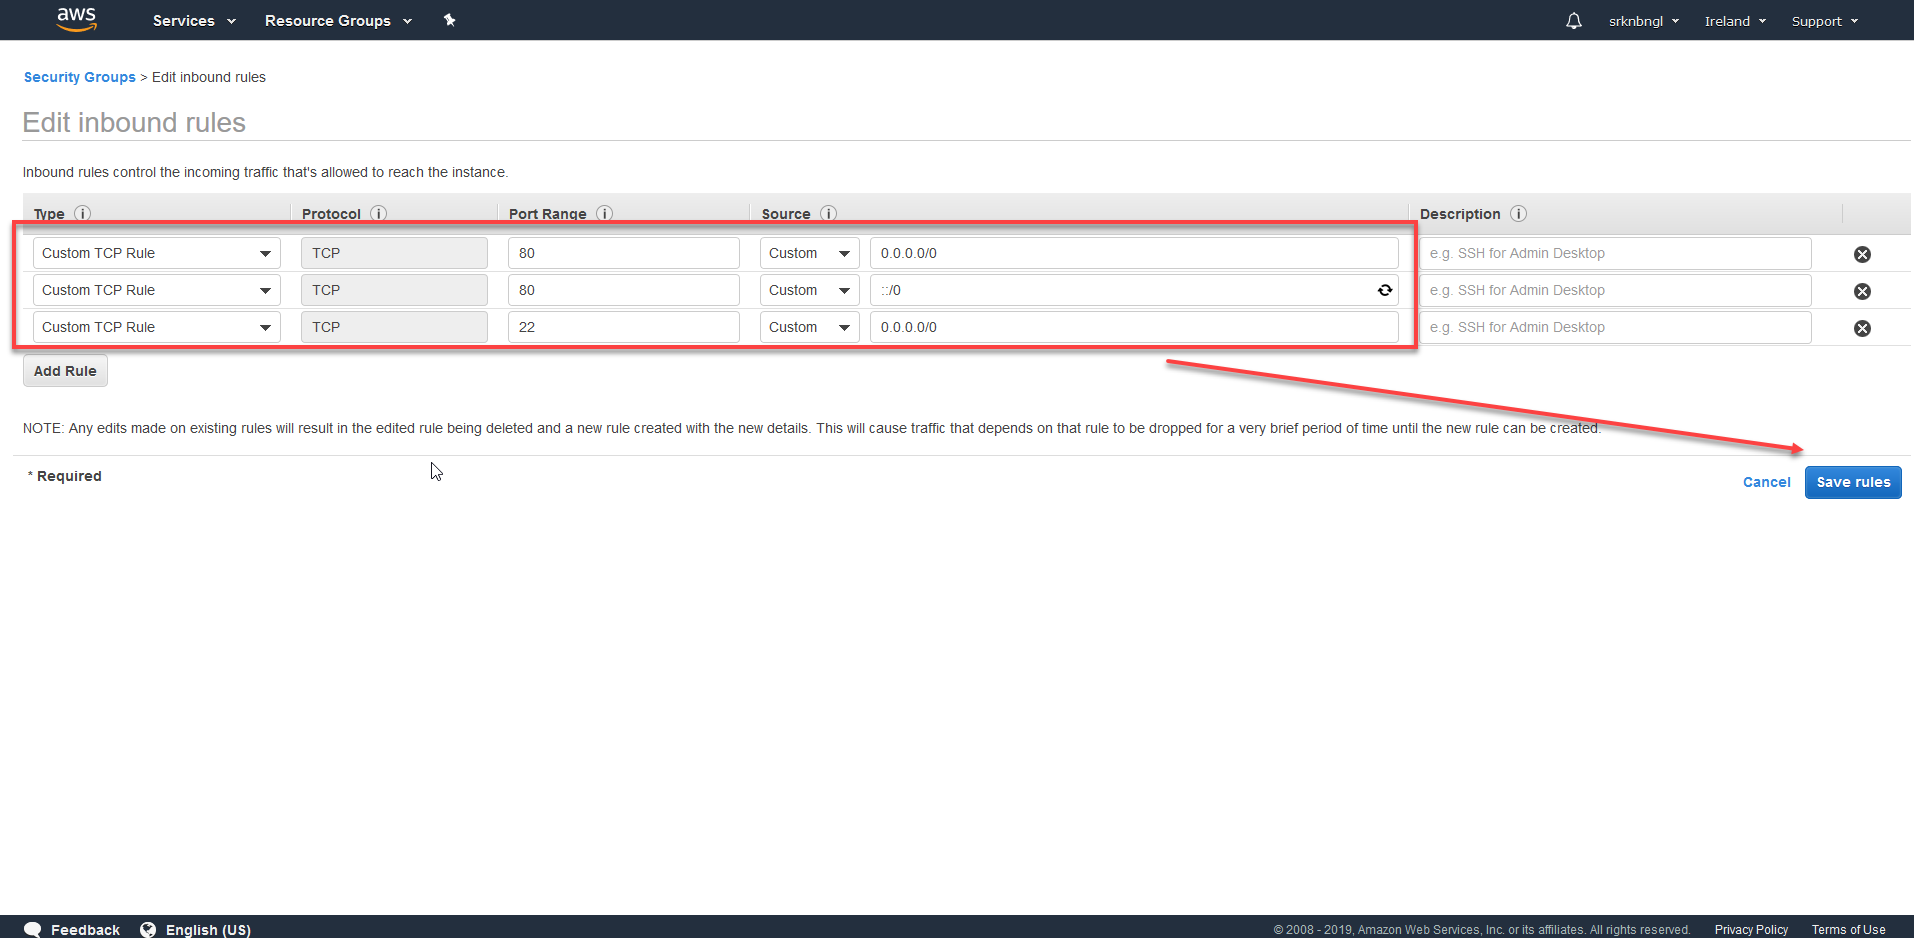 aws Services Resource Groups srknbngl Ireland Support
Security Groups > Edit inbound rules
Edit inbound rules
Inbound rules control the incoming traffic that's allowed to reach the instance.
Type i Protocol i Port Range i Source i Description i
Custom TCP Rule TCP 80 Custom 0.0.0.0/0 e.g. SSH for Admin Desktop
Custom TCP Rule TCP 80 Custom ::/0 e.g. SSH for Admin Desktop
Custom TCP Rule TCP 22 Custom 0.0.0.0/0 e.g. SSH for Admin Desktop
Add Rule
NOTE: Any edits made on existing rules will result in the edited rule being deleted and a new rule created with the new details. This will cause traffic that depends on that rule to be dropped for a very brief period of time until the new rule can be created.
* Required
Cancel Save rules
Feedback English (US) © 2008 - 2019, Amazon Web Services, Inc. or its affiliates. All rights reserved. Privacy Policy Terms of Use